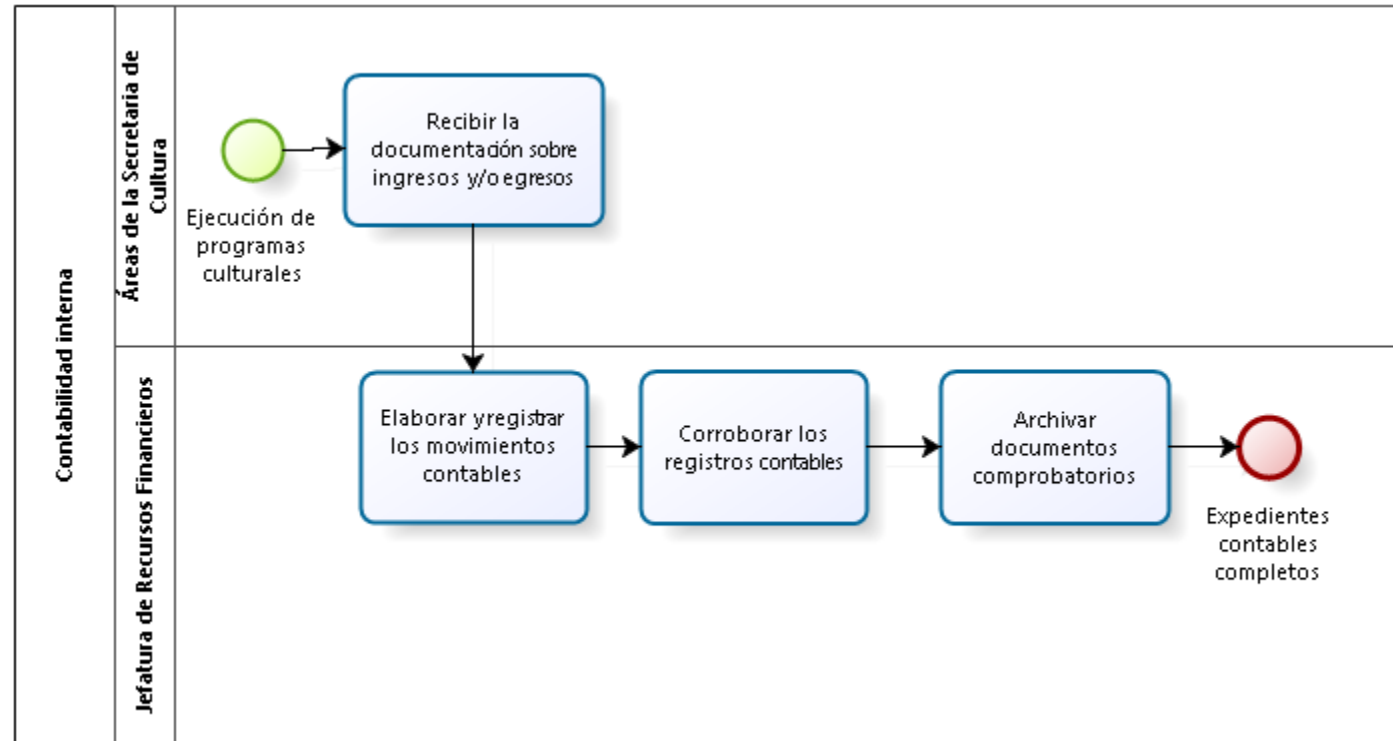 Contabilidad interna
Áreas de la Secretaria de
Cultura
Ejecución de
programas
culturales
Recibir la
documentación sobre
ingresos y/o egresos
Jefatura de Recursos Financieros
Elaborar y registrar
los movimientos
contables
Corroborar los
registros contables
Archivar
documentos
comprobatorios
Expedientes
contables
completos